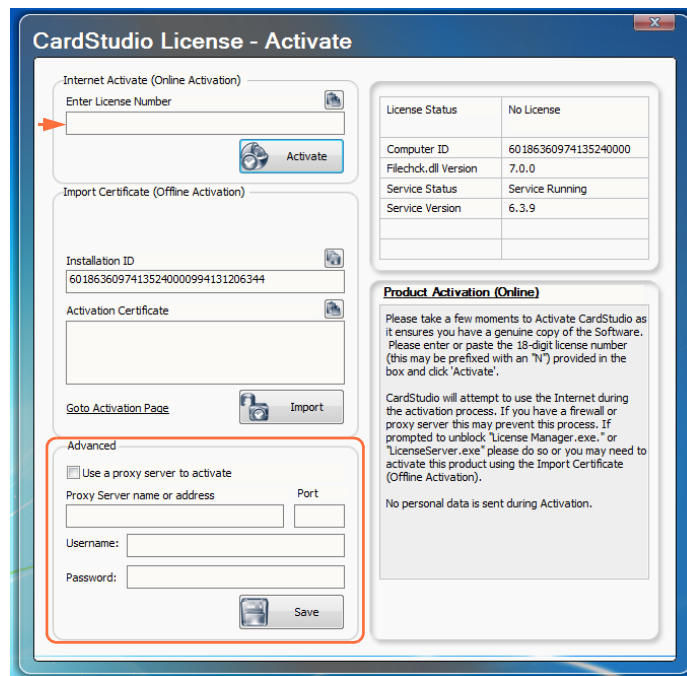 CardStudio License - Activate
Internet Activate (Online Activation)
Enter License Number
Activate
Import Certificate (Offline Activation)
Installation ID
60186360974135240000994131206344
Activation Certificate
Goto Activation Page
Import
Advanced
Use a proxy server to activate
Proxy Server name or address Port
Username:
Password:
Save
License Status No License
Computer ID 60186360974135240000
Filechck.dll Version 7.0.0
Service Status Service Running
Service Version 6.3.9
Product Activation (Online)
Please take a few moments to Activate CardStudio as
it ensures you have a genuine copy of the Software.
Please enter or paste the 18-digit license number
(this may be prefixed with an "N") provided in the
box and click 'Activate'.
CardStudio will attempt to use the Internet during
the activation process. If you have a firewall or
proxy server this may prevent this process. If
prompted to unblock "License Manager.exe." or
"LicenseServer.exe" please do so or you may need to
activate this product using the Import Certificate
(Offline Activation).
No personal data is sent during Activation.